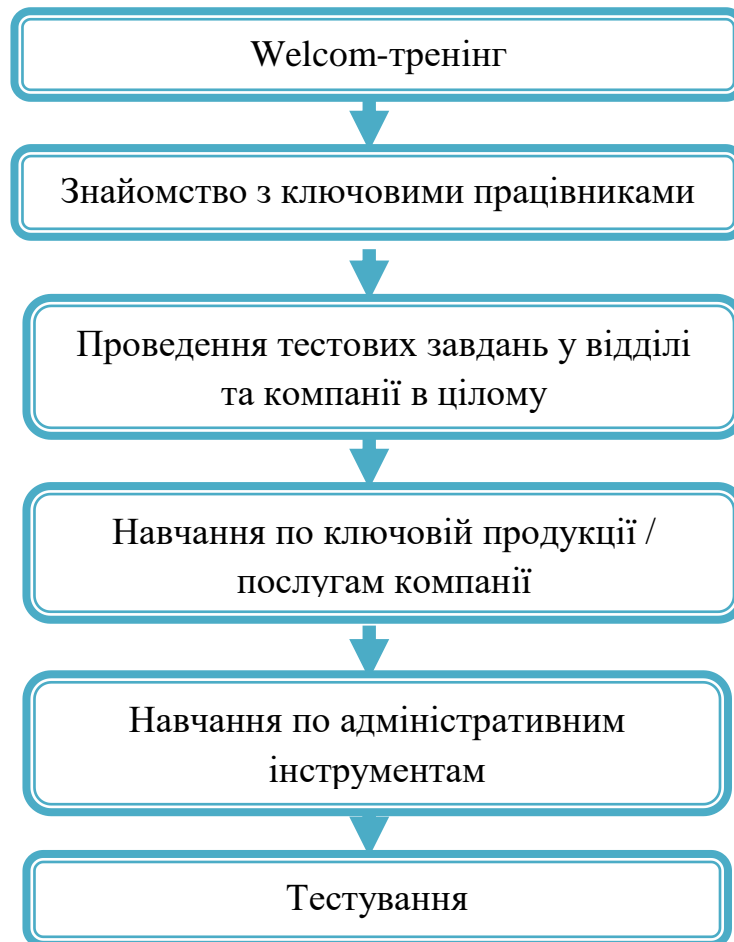 Welcom-тренінг
Знайомство з ключовими працівниками
Проведення тестових завдань у відділі
та компанії в цілому
Навчання по ключовій продукції /
послугам компанії
Навчання по адміністративним
інструментам
Тестування